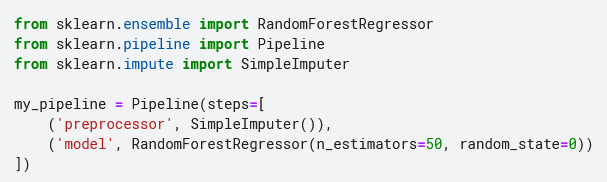 from sklearn.ensemble import RandomForestRegressor
from sklearn.pipeline import Pipeline
from sklearn.impute import SimpleImputer

my_pipeline = Pipeline(steps=[
    ('preprocessor', SimpleImputer()),
    ('model', RandomForestRegressor(n_estimators=50, random_state=0))
])